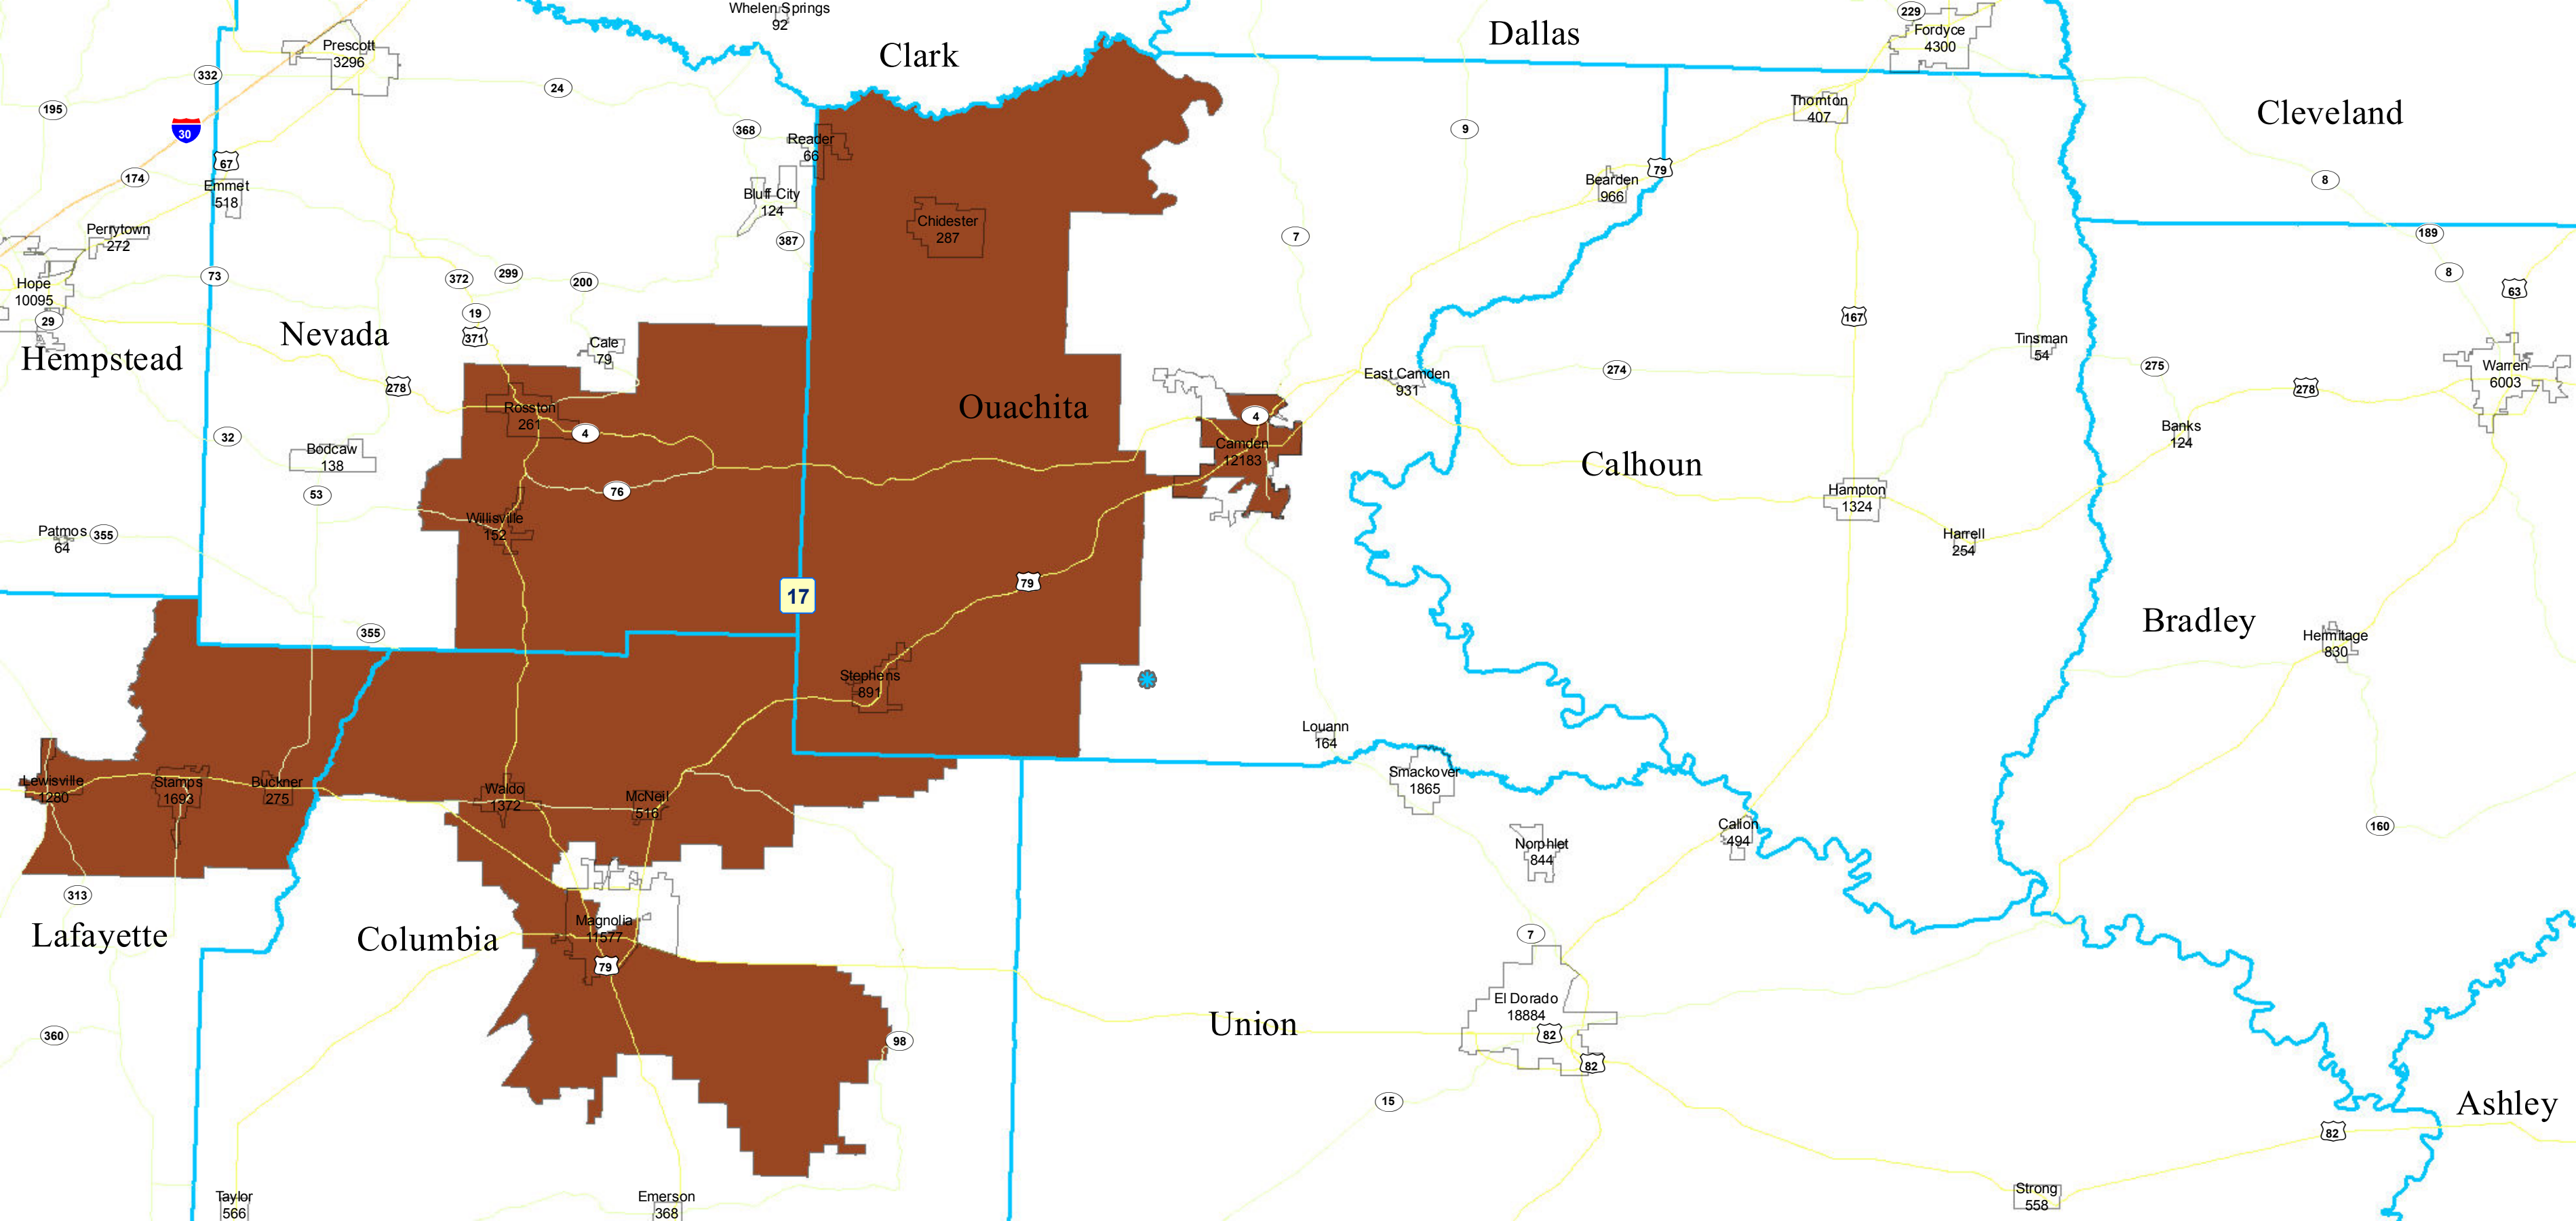 Whelen Springs
92
Clark
Dallas
229
Fordyce
4300
Prescott
3296
332
24
195
30
Thornton
407
Cleveland
368
Reader
66
9
67
174
Emmet
518
Bluff City
124
Bearden
966
79
8
Perrytown
272
Chidester
287
387
7
189
73
372
299
200
8
Hope
10095
29
19
371
Nevada
167
63
Hempstead
Cale
79
Tinsman
54
278
East Camden
931
274
275
Warren
6003
278
Rosston
261
Ouachita
4
4
32
Bodcaw
138
Camden
12183
Banks
124
Calhoun
53
76
Hampton
1324
Willisville
152
Patmos
64
355
Harrell
254
17
79
355
Bradley
Hermitage
830
Stephens
891
Louann
164
Lewisville
1280
Stamps
1693
Buckner
275
Waldo
1372
McNeil
516
Smackover
1865
Calion
494
160
Norphlet
844
313
Lafayette
Columbia
Magnolia
11577
79
7
El Dorado
18884
82
82
Union
360
98
15
Ashley
82
Taylor
566
Emerson
368
Strong
558